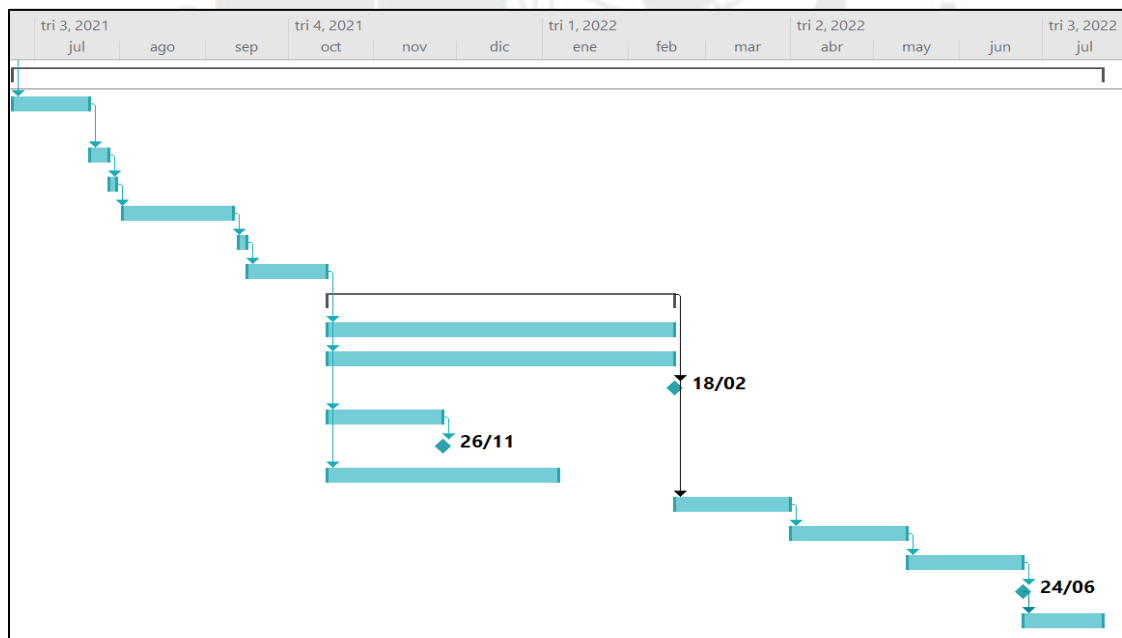 tri 3, 2021 tri 4, 2021 tri 1, 2022 tri 2, 2022 tri 3, 2022
jul ago sep oct nov dic ene feb mar abr may jun jul
18/02
26/11
24/06